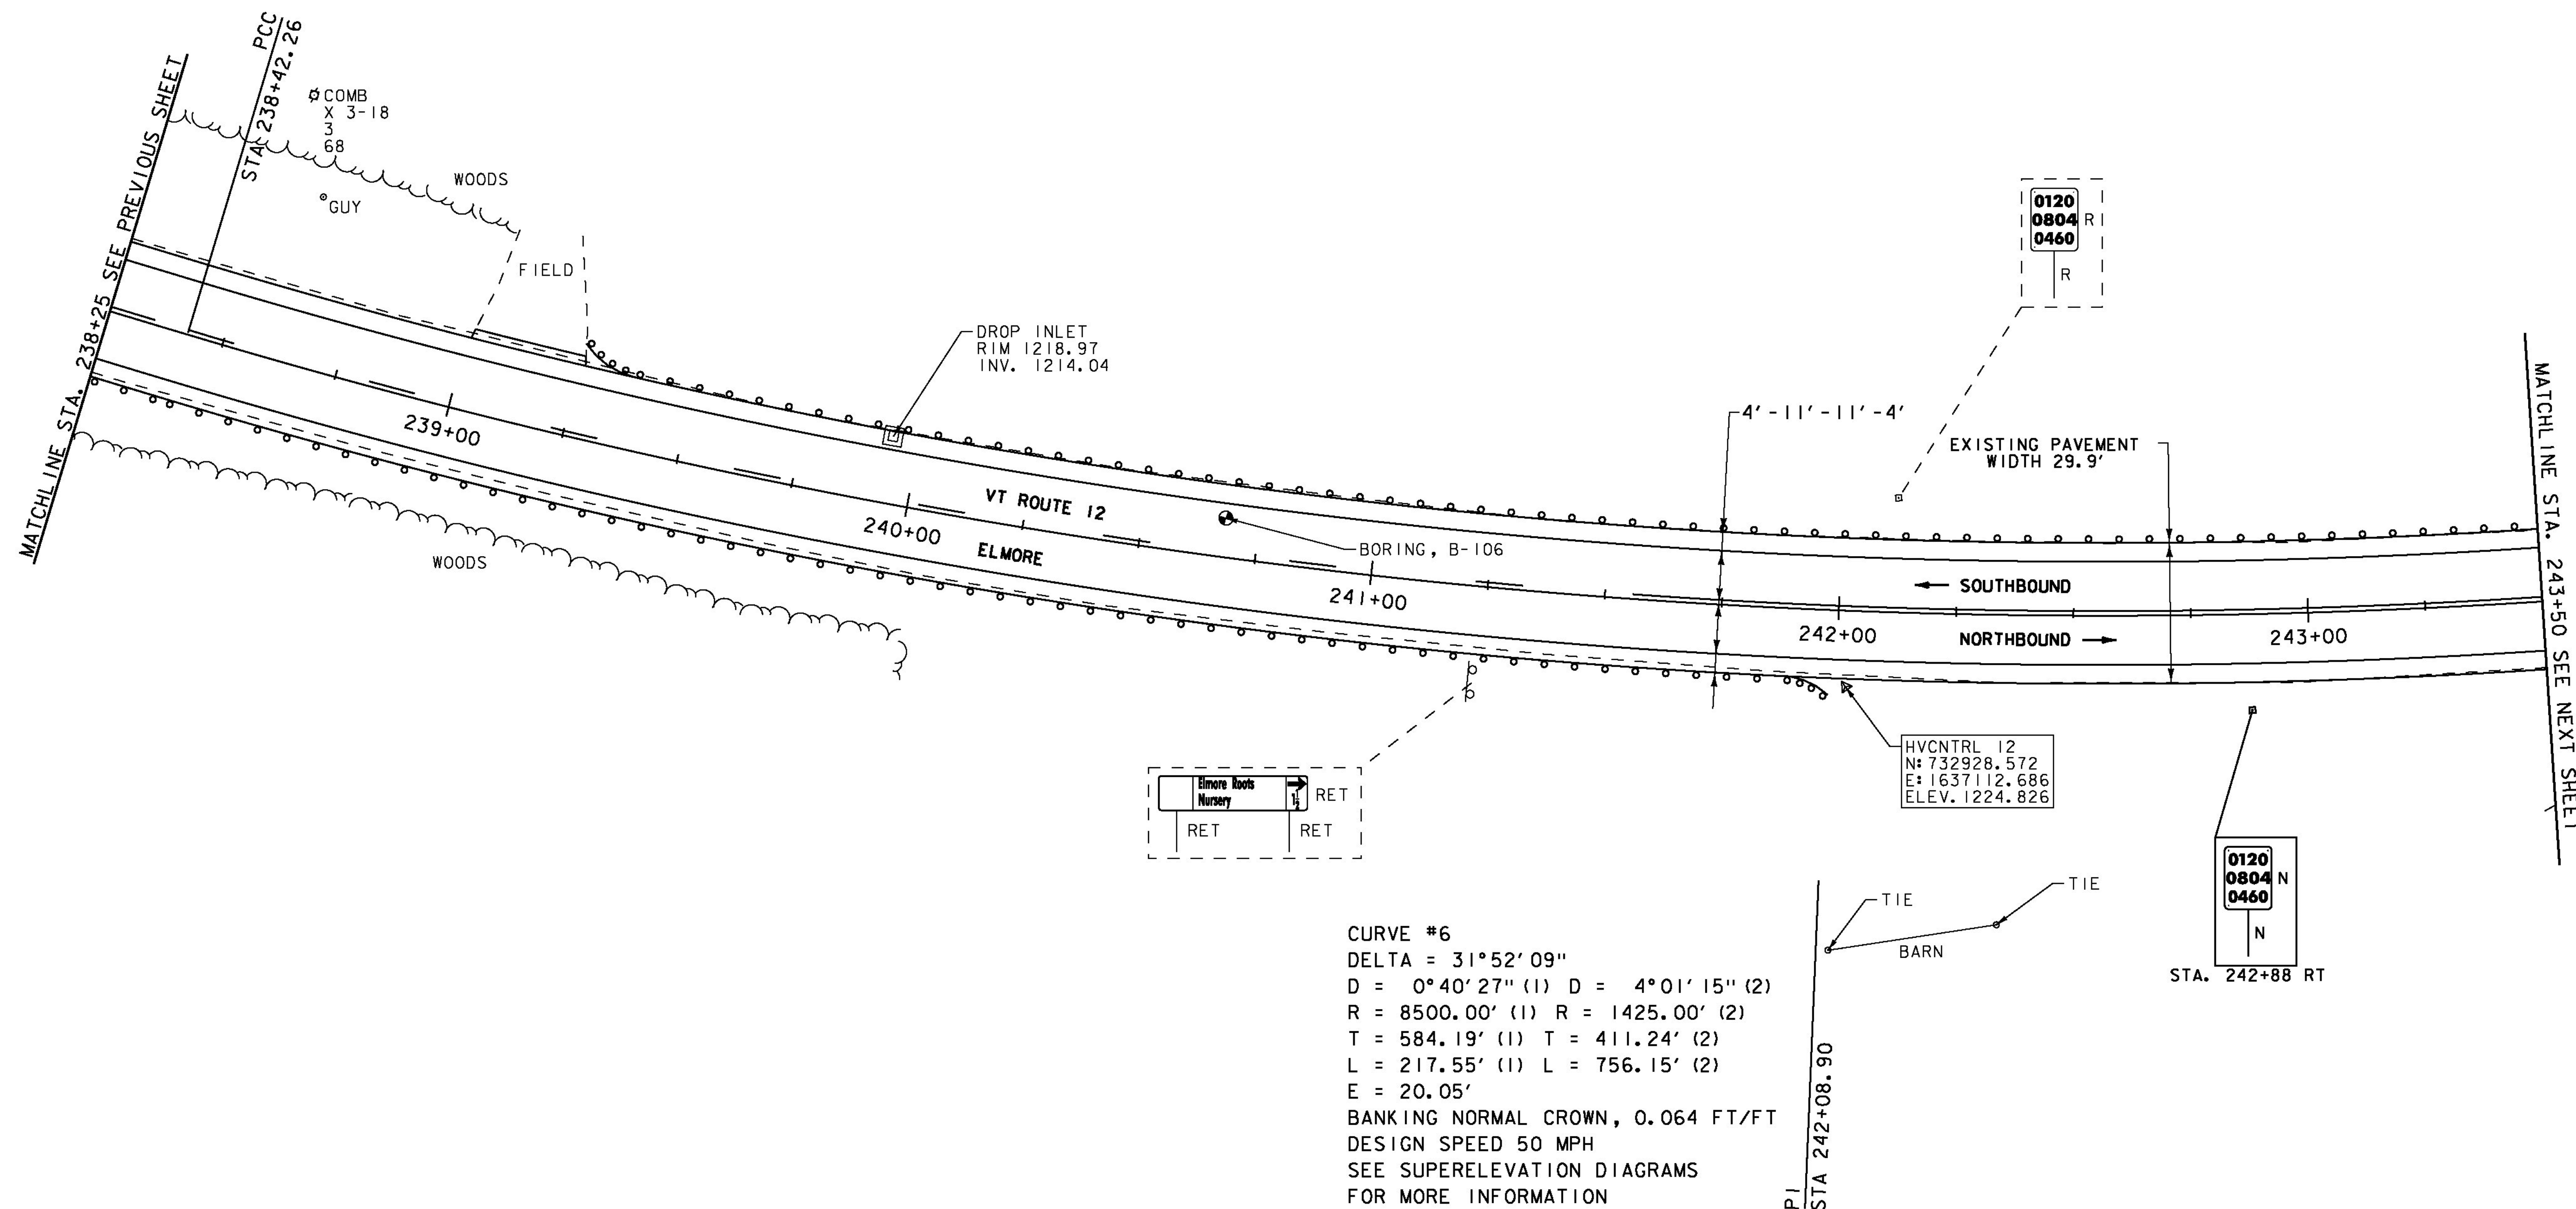 MATCHLINE STA. 238+25 SEE PREVIOUS SHEET
PCC
STA 238+42.26
COMB
X 3-18
3
68
GUY
WOODS
FIELD
DROP INLET
RIM 1218.97
INV. 1214.04
239+00
WOODS
VT ROUTE 12
240+00
ELMORE
BORING, B-106
241+00
4'-11'-11'-4'
0120
0804 R
0460
R
EXISTING PAVEMENT
WIDTH 29.9'
SOUTHBOUND
242+00
NORTHBOUND
243+00
MATCHLINE STA. 243+50 SEE NEXT SHEET
HVCNTRL 12
N:732928.572
E:1637112.686
ELEV.1224.826
Elmore Roots
Nursery
1½
RET
RET
RET
0120
0804 N
0460
N
STA. 242+88 RT
TIE
TIE
BARN
CURVE #6
DELTA = 31°52'09"
D = 0°40'27" (1) D = 4°01'15" (2)
R = 8500.00' (1) R = 1425.00' (2)
T = 584.19' (1) T = 411.24' (2)
L = 217.55' (1) L = 756.15' (2)
E = 20.05'
BANKING NORMAL CROWN, 0.064 FT/FT
DESIGN SPEED 50 MPH
SEE SUPERELEVATION DIAGRAMS
FOR MORE INFORMATION
PI
STA 242+08.90